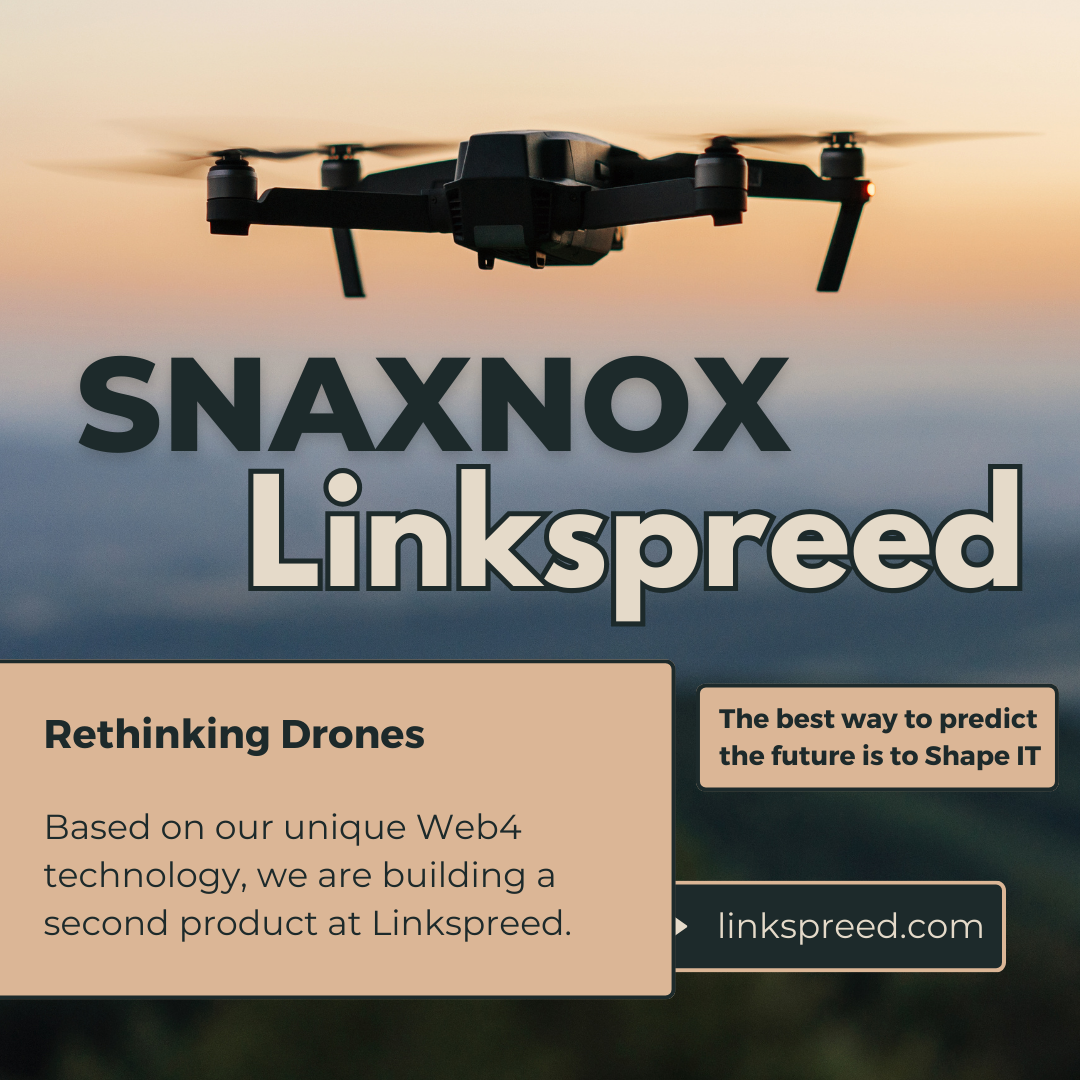 SNAXNOX
Linkspreed
Rethinking Drones
Based on our unique Web4
technology, we are building a
second product at Linkspreed.
The best way to predict
the future is to Shape IT
linkspreed.com